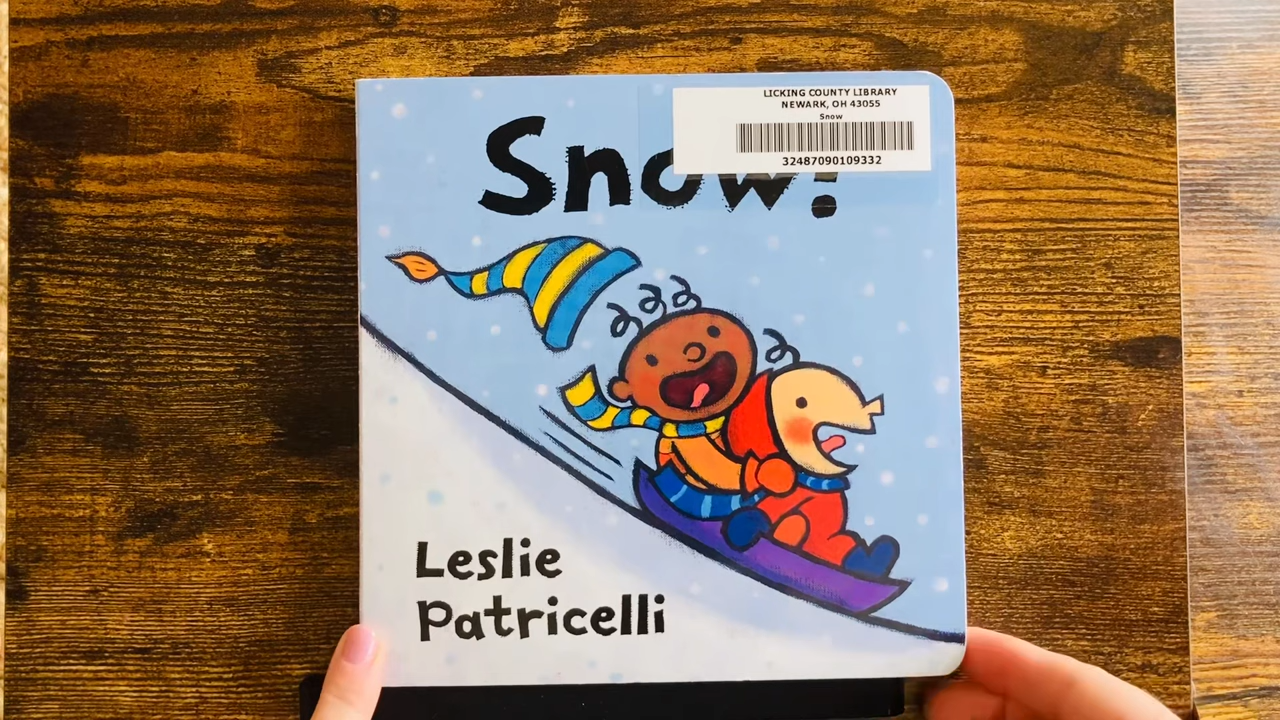 LICKING COUNTY LIBRARY
NEWARK, OH 43055
Snow
32487090109332
Snow!
Leslie
Patricelli